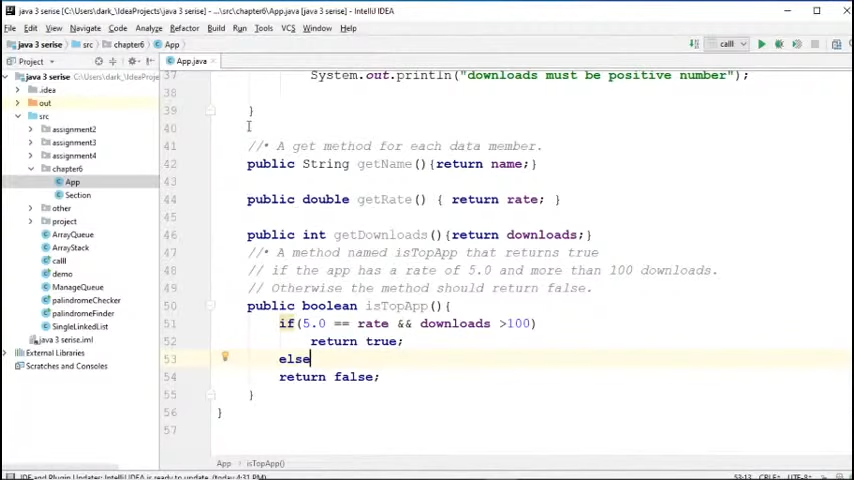 java 3 serise [C:\Users\dark_\IdeaProjects\java 3 serise] - ...\src\chapter6\App.java [java 3 serise] - IntelliJ IDEA
File Edit View Navigate Code Analyze Refactor Build Run Tools VCS Window Help
java 3 serise src chapter6 App calll
Project App.java
java 3 serise C:\Users\dark_\IdeaProjec
.idea
out
src
assignment2
assignment3
assignment4
chapter6
App
Section
other
project
ArrayQueue
ArrayStack
calll
demo
ManageQueue
palindromeChecker
palindromeFinder
SingleLinkedList
java 3 serise.iml
External Libraries
Scratches and Consoles
37 System.out.println("downloads must be positive number");
38
39 }
40
41 //• A get method for each data member.
42 public String getName(){return name;}
43
44 public double getRate() { return rate; }
45
46 public int getDownloads(){return downloads;}
47 //• A method named isTopApp that returns true
48 // if the app has a rate of 5.0 and more than 100 downloads.
49 // Otherwise the method should return false.
50 public boolean isTopApp(){
51 if(5.0 == rate && downloads >100)
52 return true;
53 else
54 return false;
55 }
56 }
57
App isTopApp()
IDE and Plugin Updates: IntelliJ IDEA is ready to update. (today 4:31 PM) 53:13 CRLF